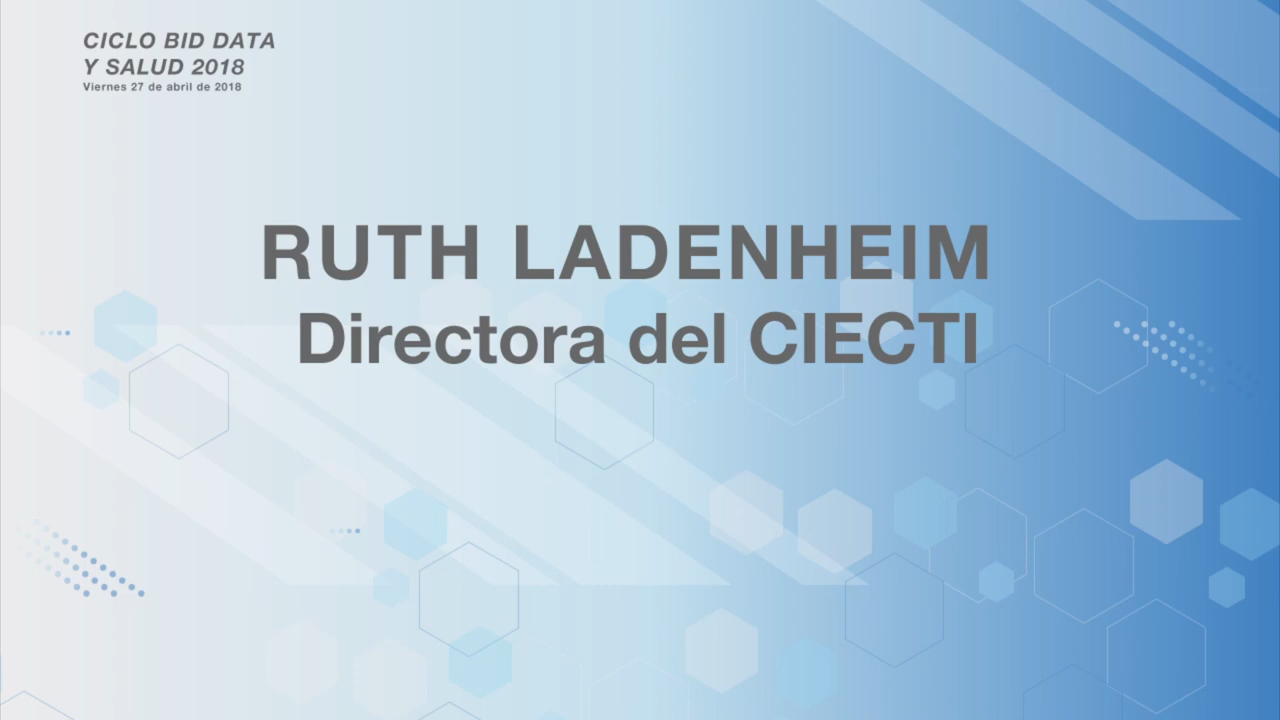 CICLO BID DATA
Y SALUD 2018
Viernes 27 de abril de 2018
RUTH LADENHEIM
Directora del CIECTI